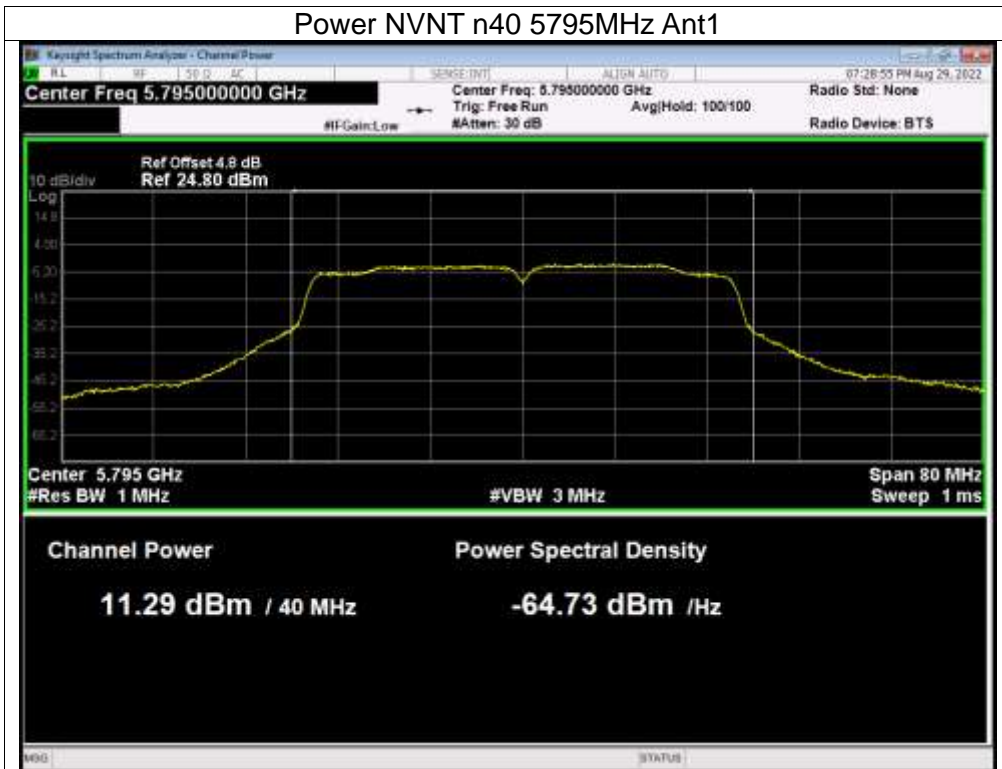 Power NVNT n40 5795MHz Ant1
Keysight Spectrum Analyzer - Channel Power
RL RF 50 Ω AC SENSE:INT ALIGN AUTO 07:28:55 PM Aug 29, 2022
Center Freq 5.795000000 GHz Center Freq: 5.795000000 GHz Radio Std: None
Trig: Free Run Avg|Hold: 100/100
#IFGain:Low #Atten: 30 dB Radio Device: BTS
Ref Offset 4.8 dB
10 dB/div Ref 24.80 dBm
Log
14.8
4.80
-5.20
-15.2
-25.2
-35.2
-45.2
-55.2
-65.2
Center 5.795 GHz Span 80 MHz
#Res BW 1 MHz #VBW 3 MHz Sweep 1 ms
Channel Power Power Spectral Density
11.29 dBm / 40 MHz -64.73 dBm /Hz
MSG STATUS